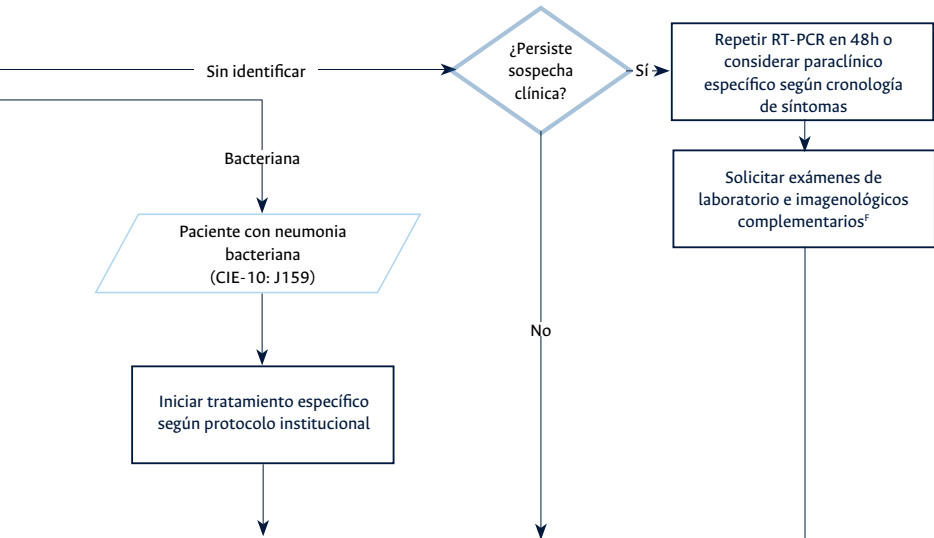 ¿Persiste
sospecha
clínica?
Sin identificar
Sí
Repetir RT-PCR en 48h o
considerar paraclínico
específico según cronología
de síntomas
Solicitar exámenes de
laboratorio e imagenológicos
complementariosF
Bacteriana
Paciente con neumonia
bacteriana
(CIE-10: J159)
No
Iniciar tratamiento específico
según protocolo institucional